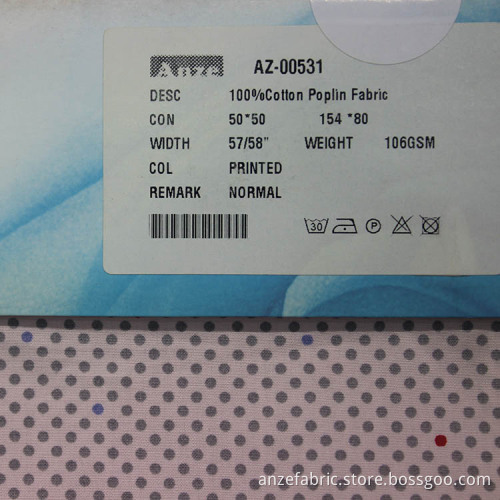 Anze AZ-00531
DESC 100%Cotton Poplin Fabric
CON 50*50 154 *80
WIDTH 57/58" WEIGHT 106GSM
COL PRINTED
REMARK NORMAL
30 P
anzefabric.store.bossgoo.com